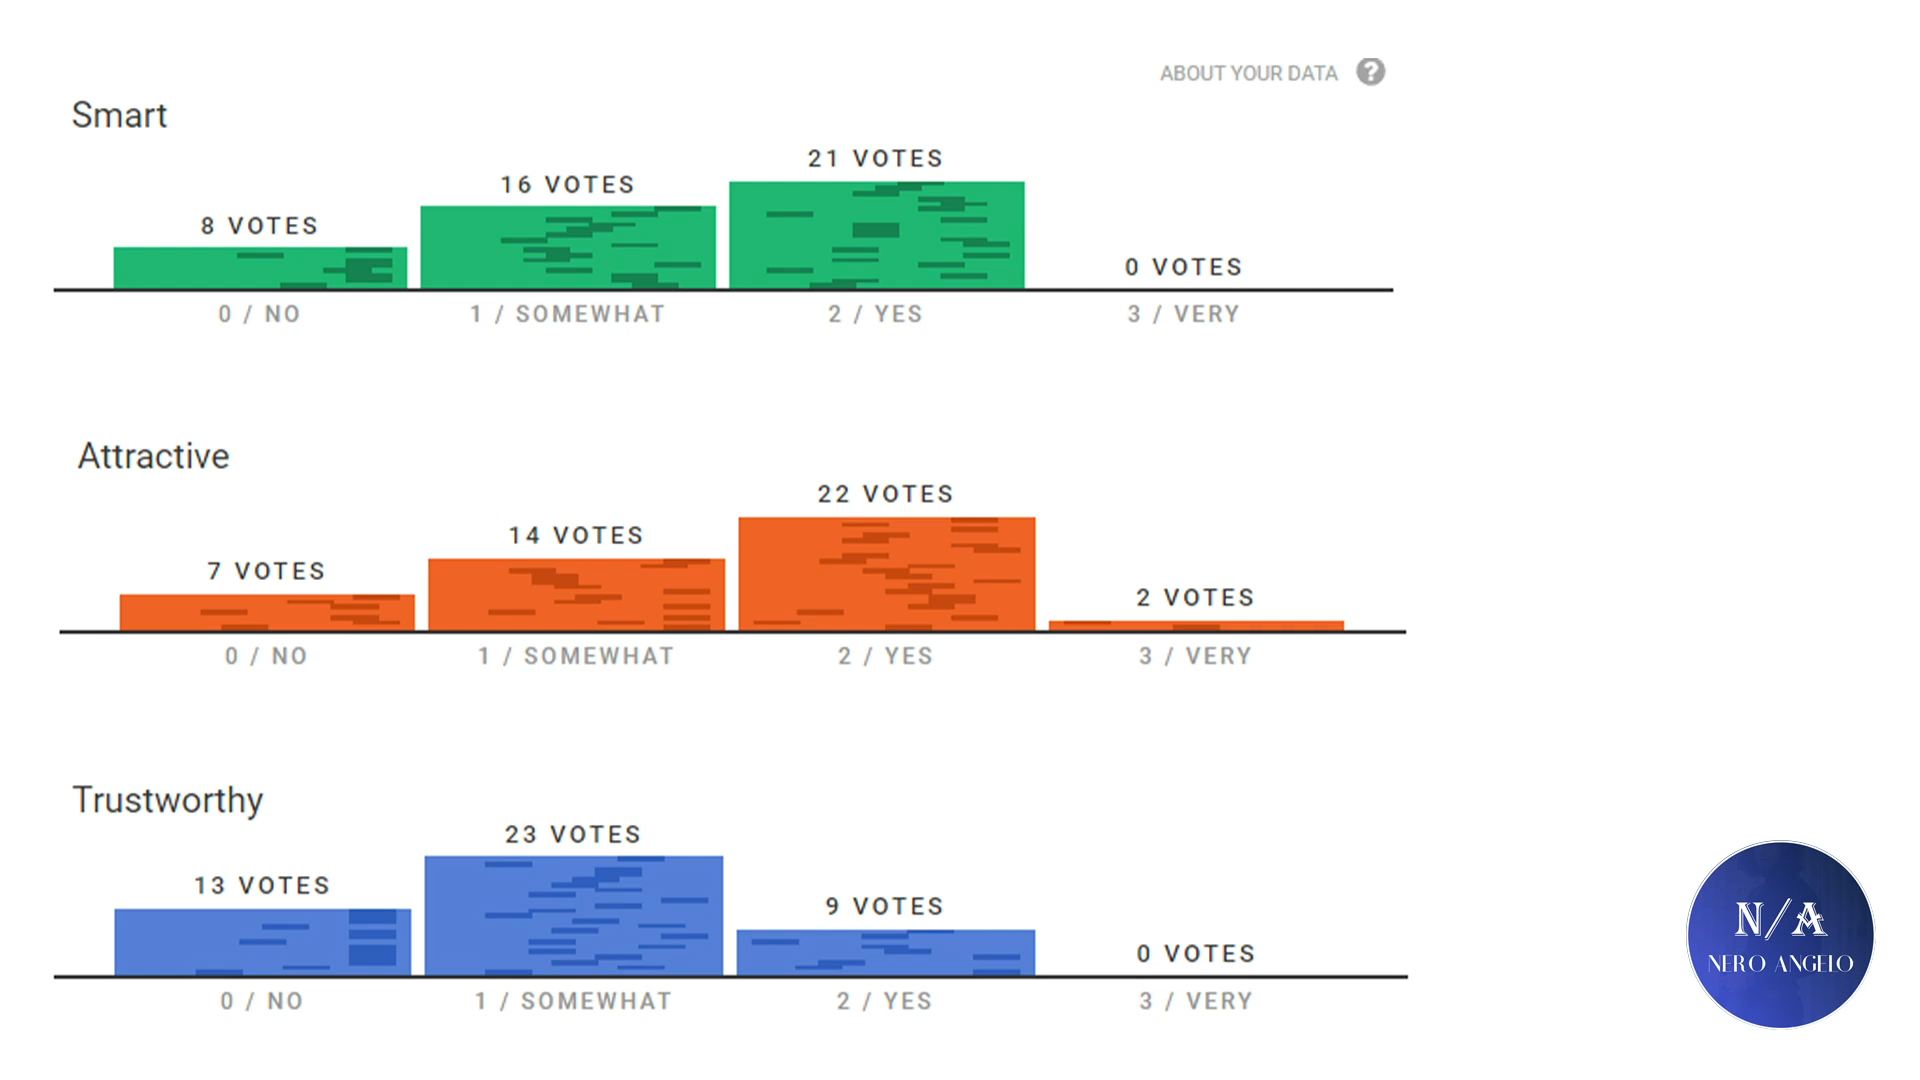 ABOUT YOUR DATA ?
Smart
8 VOTES 16 VOTES 21 VOTES 0 VOTES
0 / NO 1 / SOMEWHAT 2 / YES 3 / VERY
Attractive
7 VOTES 14 VOTES 22 VOTES 2 VOTES
0 / NO 1 / SOMEWHAT 2 / YES 3 / VERY
Trustworthy
13 VOTES 23 VOTES 9 VOTES 0 VOTES
0 / NO 1 / SOMEWHAT 2 / YES 3 / VERY
N/A
NERO ANGELO